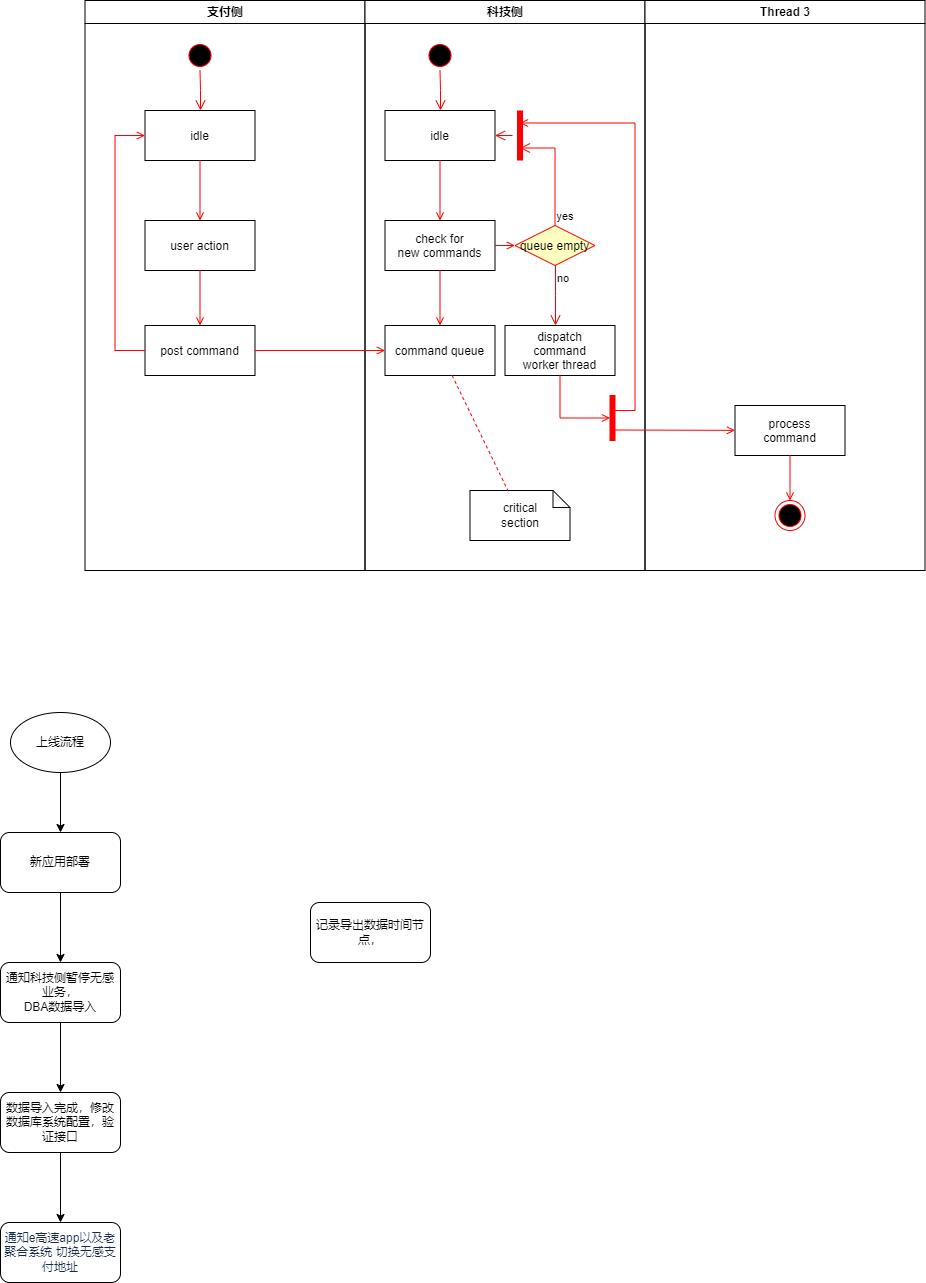 支付侧
科技侧
Thread 3
idle
idle
user action
check for
new commands
yes
queue empty
no
post command
command queue
dispatch
command
worker thread
process
command
critical
section
上线流程
新应用部署
记录导出数据时间节
点，
通知科技侧暂停无感
业务，
DBA数据导入
数据导入完成，修改
数据库系统配置，验
证接口
通知e高速app以及老
聚合系统 切换无感支
付地址